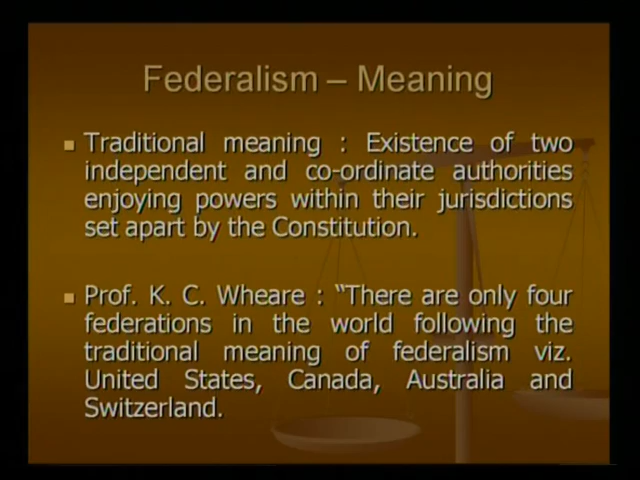 Federalism – Meaning
Traditional meaning : Existence of two
independent and co-ordinate authorities
enjoying powers within their jurisdictions
set apart by the Constitution.
Prof. K. C. Wheare : “There are only four
federations in the world following the
traditional meaning of federalism viz.
United States, Canada, Australia and
Switzerland.